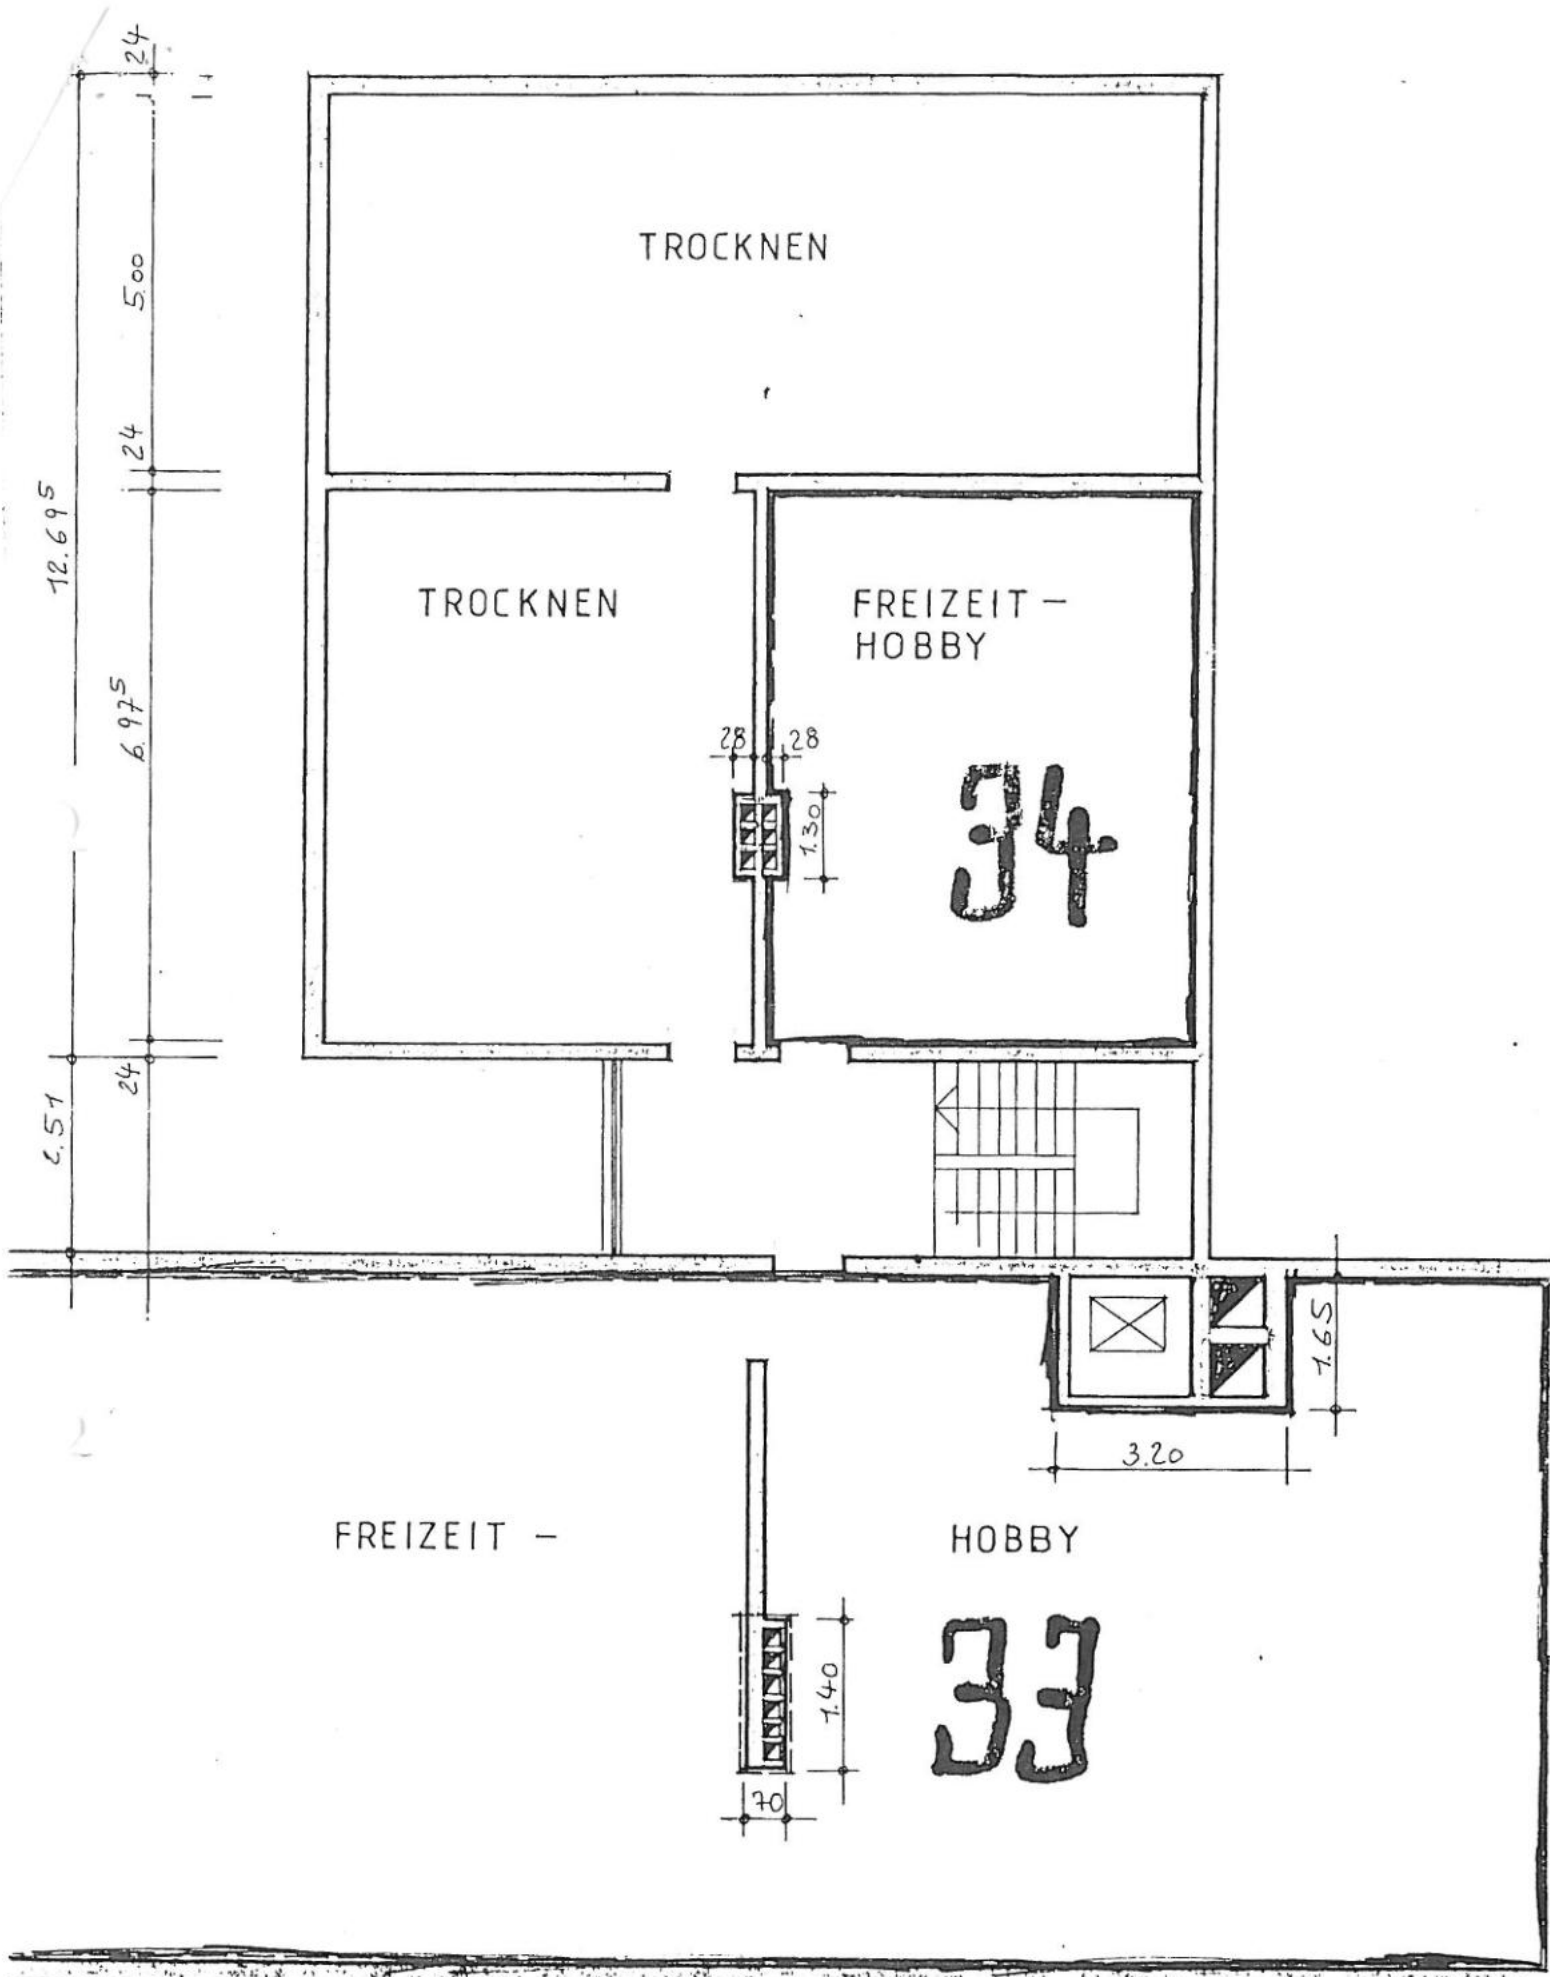 24
TROCKNEN
5.00
24
12.69⁵
TROCKNEN
FREIZEIT –
HOBBY
6.97⁵
28
28
34
1.30
24
2.51
1.65
3.20
FREIZEIT –
HOBBY
33
1.40
70